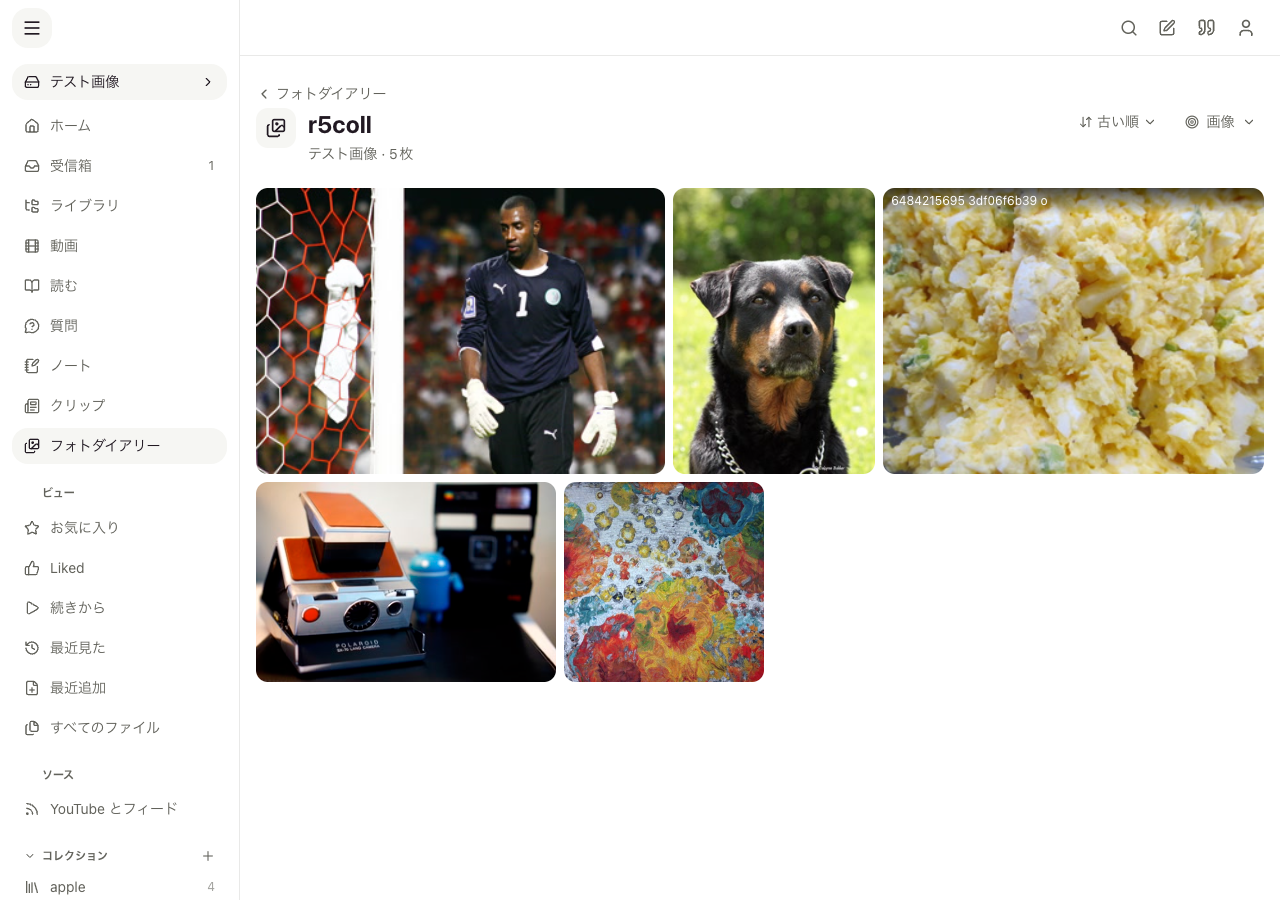 テスト画像
ホーム
受信箱 1
ライブラリ
動画
読む
質問
ノート
クリップ
フォトダイアリー
ビュー
お気に入り
Liked
続きから
最近見た
最近追加
すべてのファイル
ソース
YouTube とフィード
コレクション
apple 4
フォトダイアリー
r5coll
テスト画像 · 5枚
古い順
画像
1
6484215695 3df06f6b39 o
POLAROID